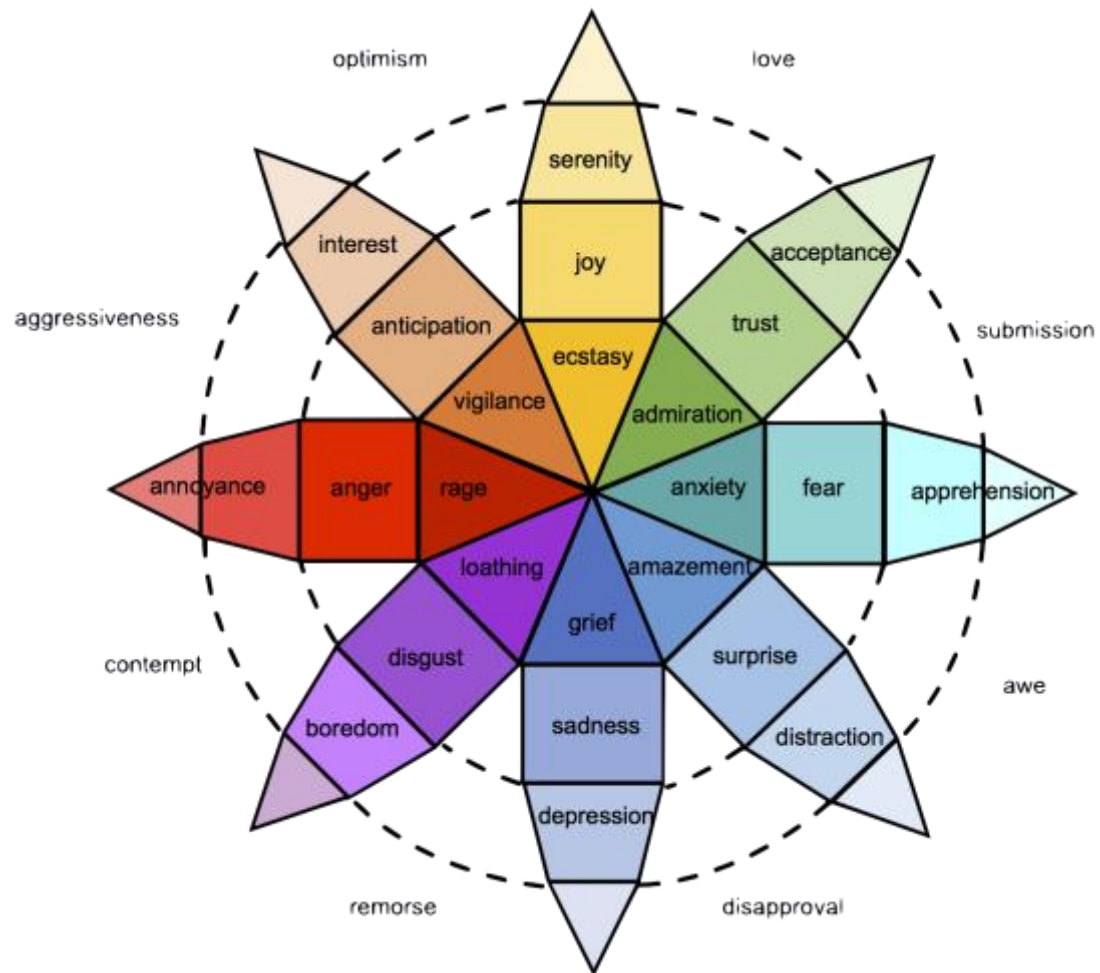 optimism
love
serenity
interest
acceptance
joy
aggressiveness
anticipation
trust
submission
ecstasy
vigilance
admiration
annoyance
anger
rage
anxiety
fear
apprehension
loathing
amazement
grief
contempt
disgust
surprise
awe
boredom
sadness
distraction
depression
remorse
disapproval